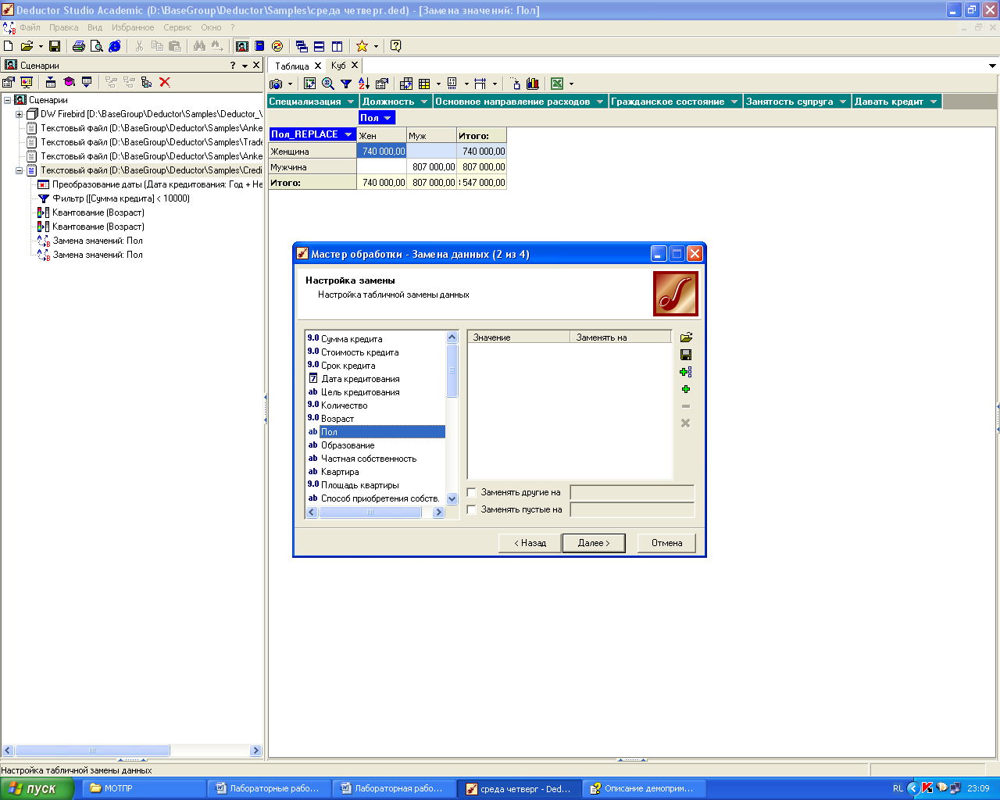 Deductor Studio Academic (D:\BaseGroup\Deductor\Samples\среда четверг.ded) - [Замена значений: Пол]
Файл Правка Вид Избранное Сервис Окно ?
Сценарии ?
Таблица Куб
Сценарии
DW Firebird [D:\BaseGroup\Deductor\Samples\Deductor_\
Текстовый файл (D:\BaseGroup\Deductor\Samples\Anke
Текстовый файл (D:\BaseGroup\Deductor\Samples\Trade
Текстовый файл (D:\BaseGroup\Deductor\Samples\Anke
Текстовый файл (D:\BaseGroup\Deductor\Samples\Credi
Преобразование даты (Дата кредитования: Год + Не
Фильтр ([Сумма кредита] < 10000)
Квантование (Возраст)
Квантование (Возраст)
Замена значений: Пол
Замена значений: Пол
Специализация Должность Основное направление расходов Гражданское состояние Занятость супруга Давать кредит
Пол
Пол_REPLACE Жен Муж Итого:
Женщина 740 000,00 740 000,00
Мужчина 807 000,00 807 000,00
Итого: 740 000,00 807 000,00 547 000,00
Мастер обработки - Замена данных (2 из 4)
Настройка замены
Настройка табличной замены данных
9.0 Сумма кредита
9.0 Стоимость кредита
9.0 Срок кредита
7 Дата кредитования
ab Цель кредитования
9.0 Количество
9.0 Возраст
ab Пол
ab Образование
ab Частная собственность
ab Квартира
9.0 Площадь квартиры
ab Способ приобретения собств.
Значение Заменять на
Заменять другие на
Заменять пустые на
< Назад Далее > Отмена
Настройка табличной замены данных
пуск МОТПР Лабораторные рабо... Лабораторная рабо... среда четверг - Ded... Описание демоприм... RL 23:09